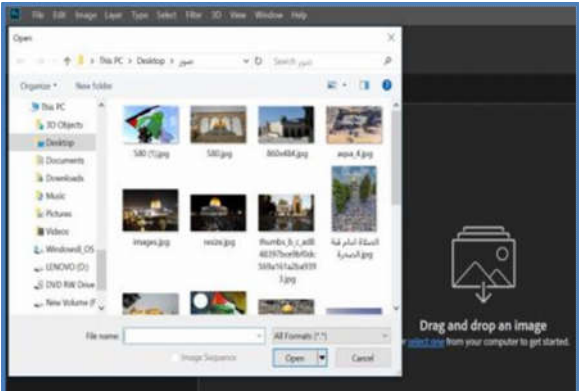 Ps File Edit Image Layer Type Select Filter 3D View Window Help
Open
This PC > Desktop > صور
Search صور
Organize
New folder
This PC
3D Objects
Desktop
Documents
Downloads
Music
Pictures
Videos
Windows8_OS
LENOVO (D:)
DVD RW Drive
New Volume (F
580 (1).jpg
580.jpg
860x484.jpg
aqsa_4.jpg
images.jpg
resize.jpg
thumbs_b_c_ed8
3.jpg
الصلاة امام قبة
الصخرة.jpg
File name:
All Formats (*.*)
Image Sequence
Open
Cancel
Drag and drop an image
r select one from your computer to get started.